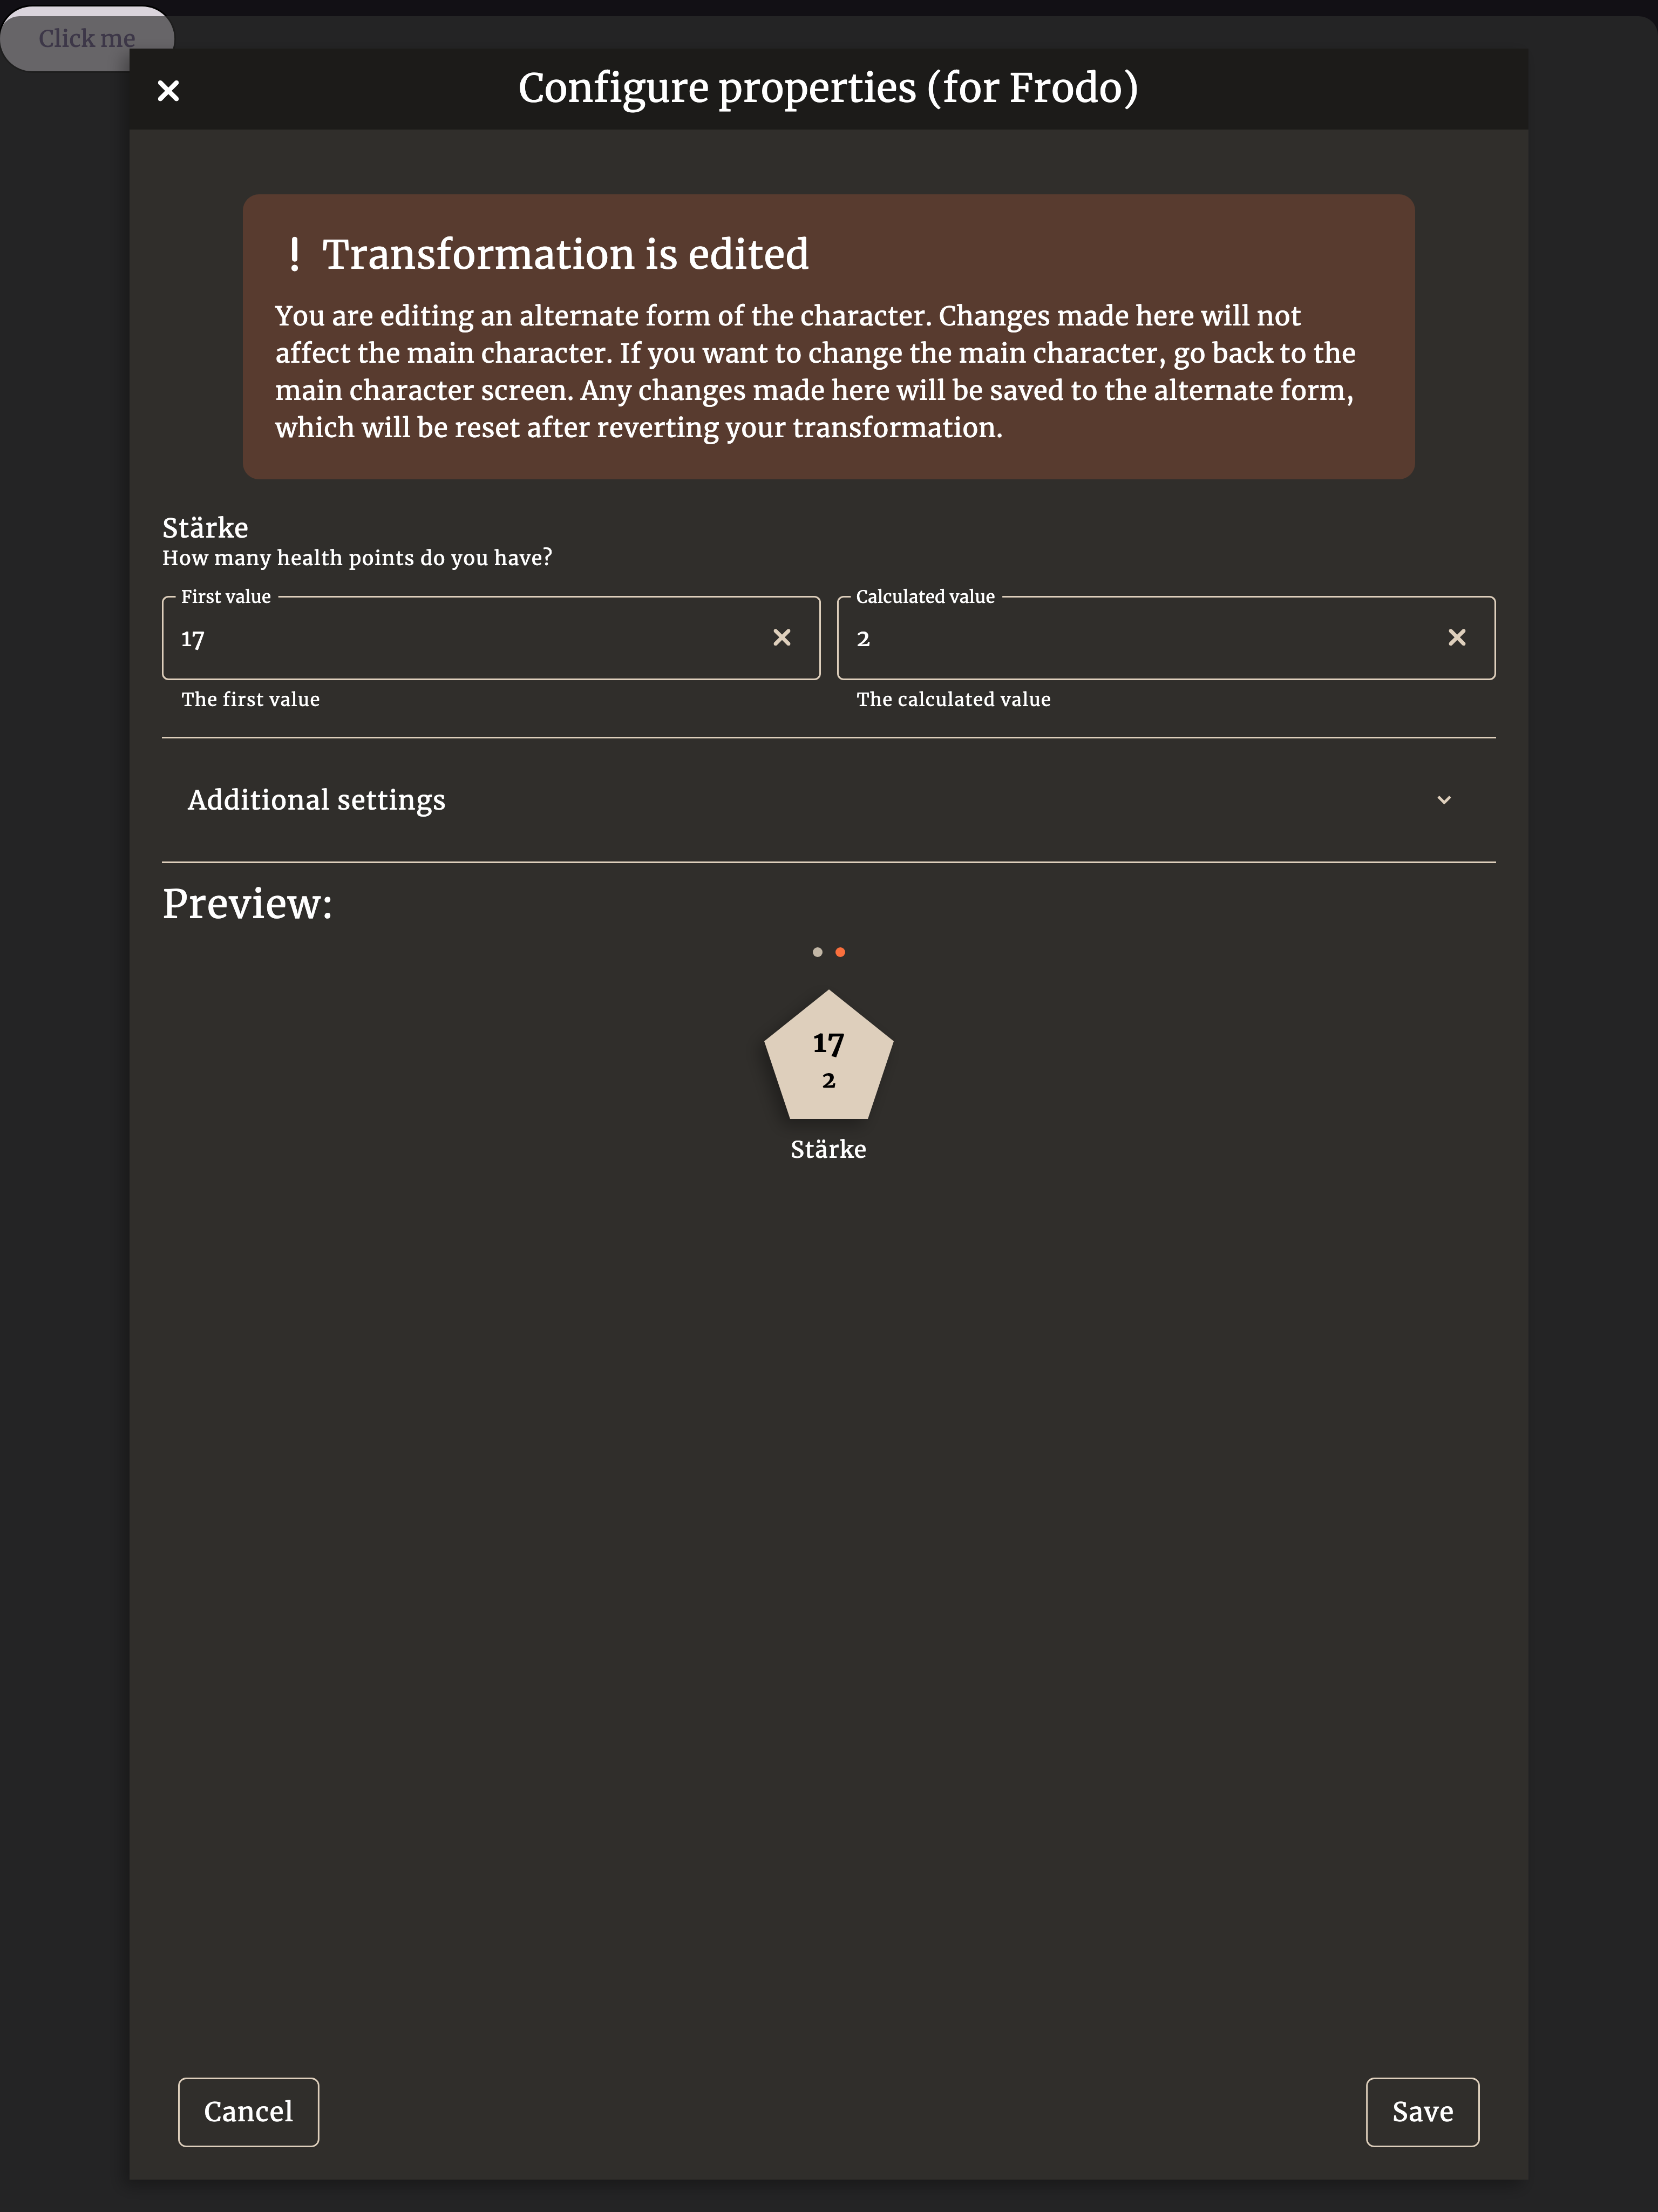 Click me
Configure properties (for Frodo)
! Transformation is edited
You are editing an alternate form of the character. Changes made here will not
affect the main character. If you want to change the main character, go back to the
main character screen. Any changes made here will be saved to the alternate form,
which will be reset after reverting your transformation.
Stärke
How many health points do you have?
First value
17
The first value
Calculated value
2
The calculated value
Additional settings
Preview:
17
2
Stärke
Cancel
Save